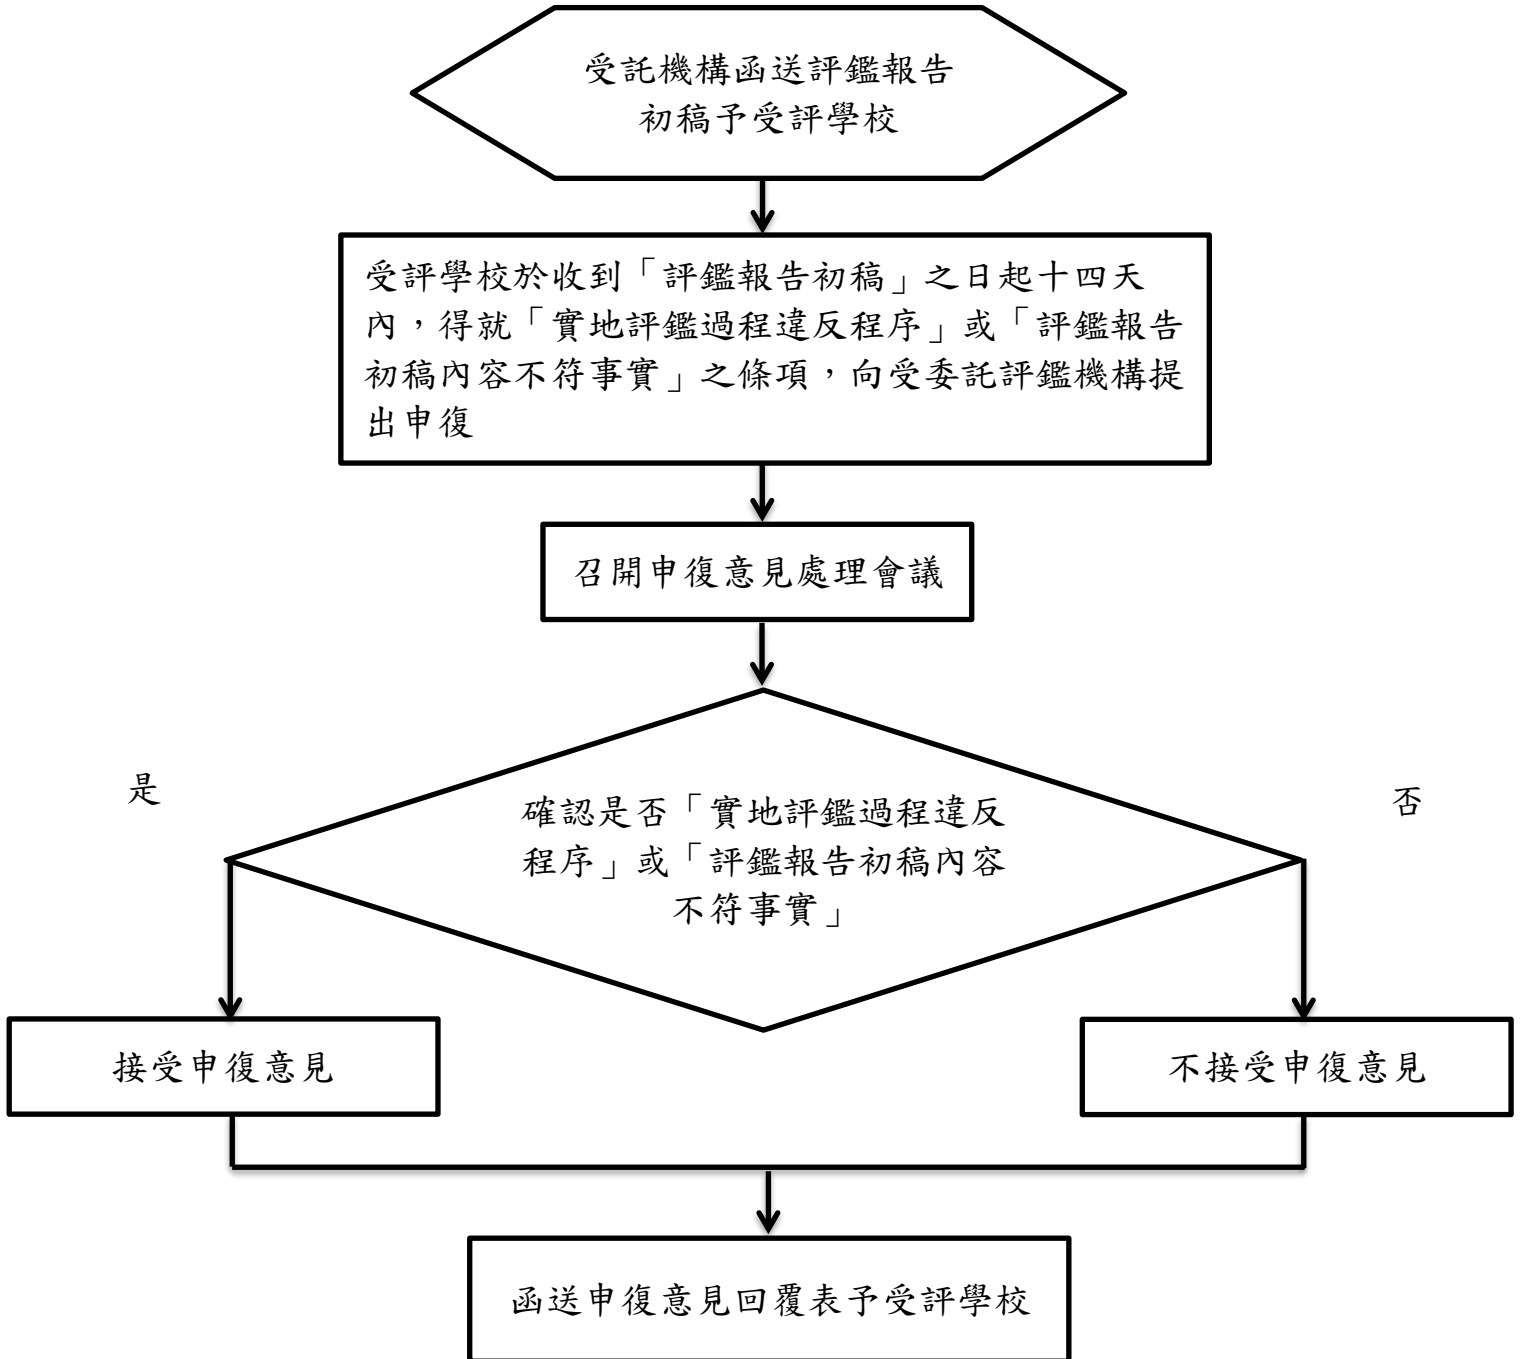 受託機構函送評鑑報告
初稿予受評學校
受評學校於收到「評鑑報告初稿」之日起十四天
內，得就「實地評鑑過程違反程序」或「評鑑報告
初稿內容不符事實」之條項，向受委託評鑑機構提
出申復
召開申復意見處理會議
是
否
確認是否「實地評鑑過程違反
程序」或「評鑑報告初稿內容
不符事實」
接受申復意見
不接受申復意見
函送申復意見回覆表予受評學校